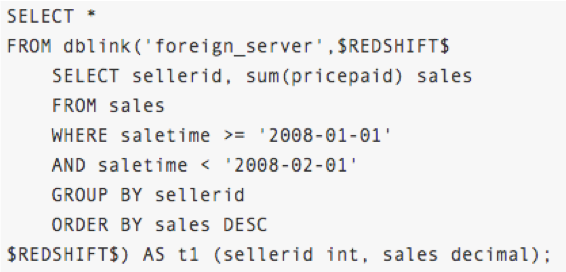 SELECT *
FROM dblink('foreign_server',$REDSHIFT$
    SELECT sellerid, sum(pricepaid) sales
    FROM sales
    WHERE saletime >= '2008-01-01'
    AND saletime < '2008-02-01'
    GROUP BY sellerid
    ORDER BY sales DESC
$REDSHIFT$) AS t1 (sellerid int, sales decimal);